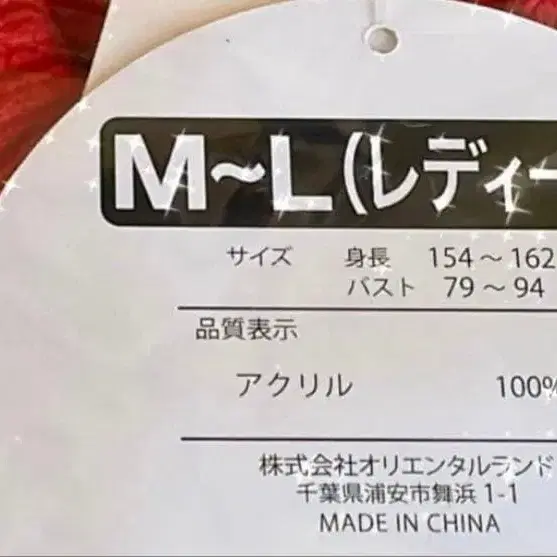 M～L（レディー
サイズ 身長 154～162
バスト 79～94
品質表示
アクリル 100%
株式会社オリエンタルランド
千葉県浦安市舞浜 1-1
MADE IN CHINA